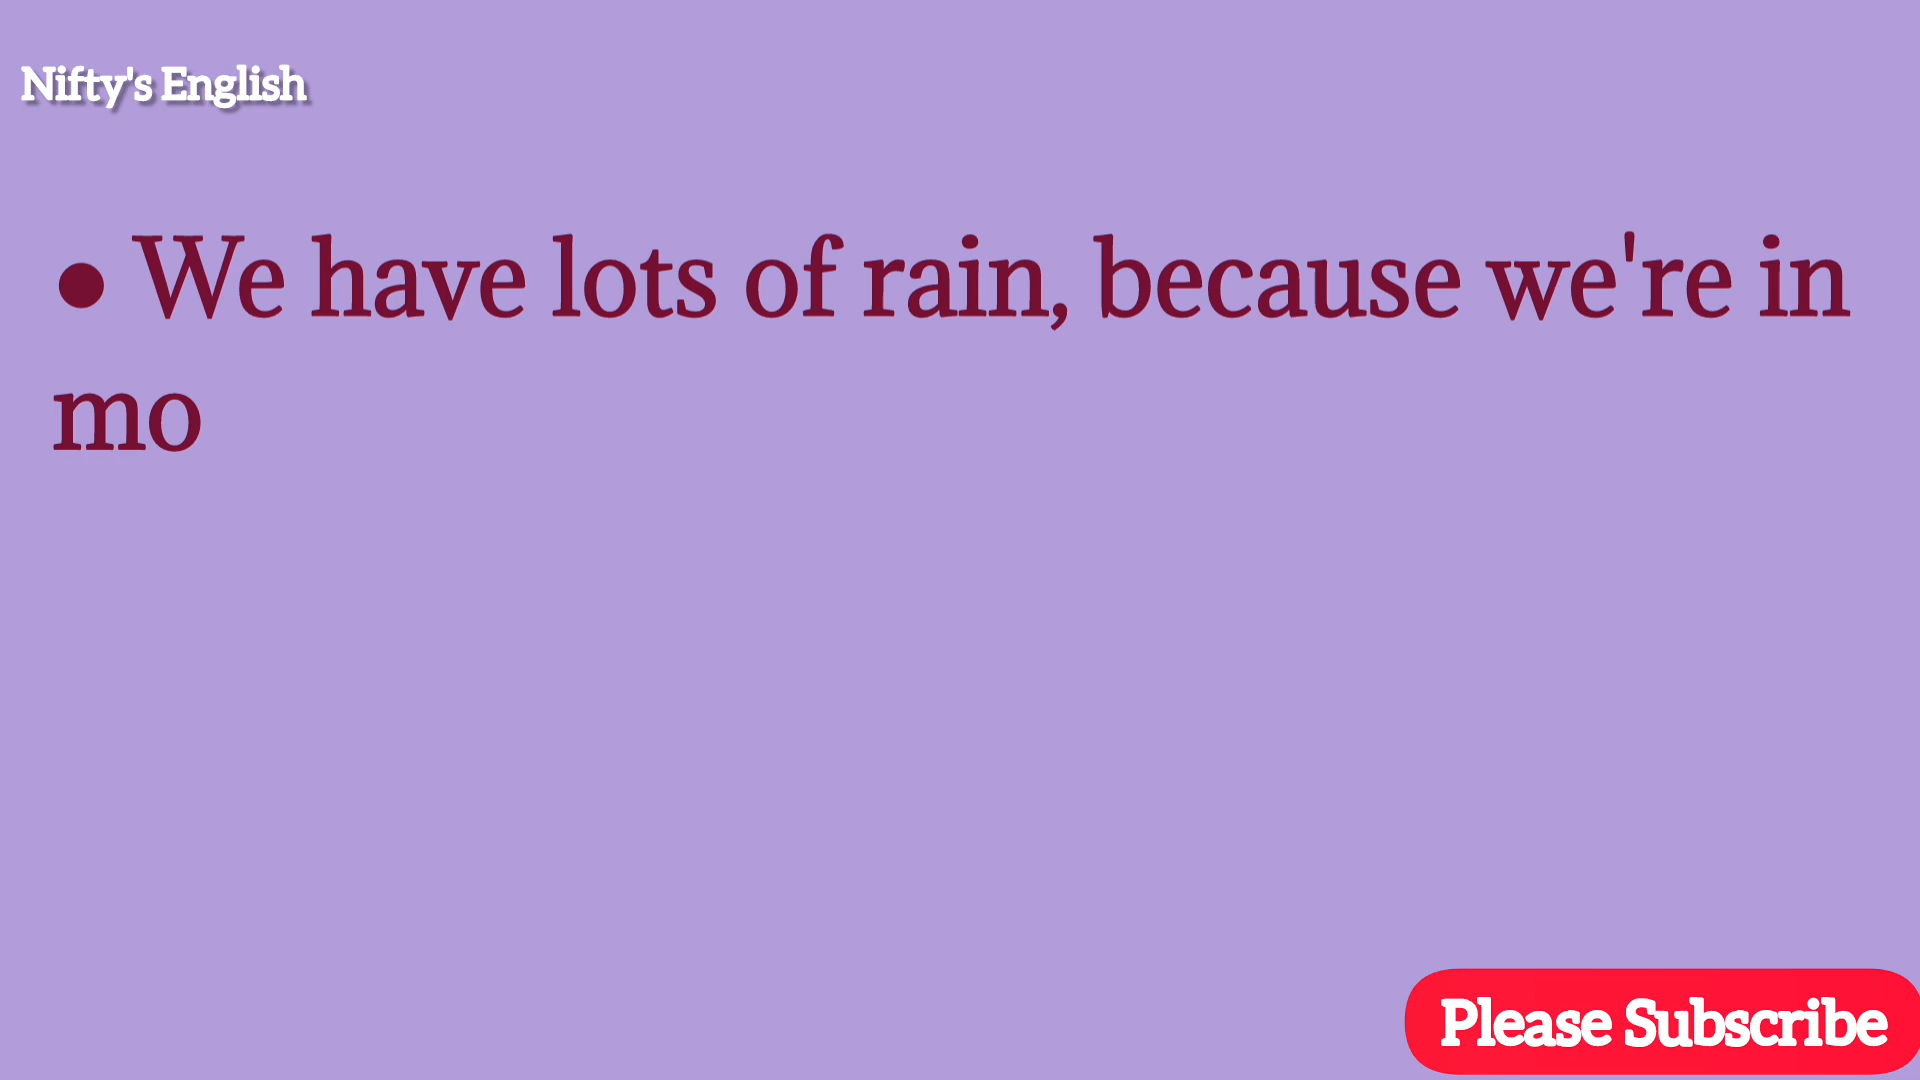 Nifty's English
● We have lots of rain, because we're in
mo
Please Subscribe